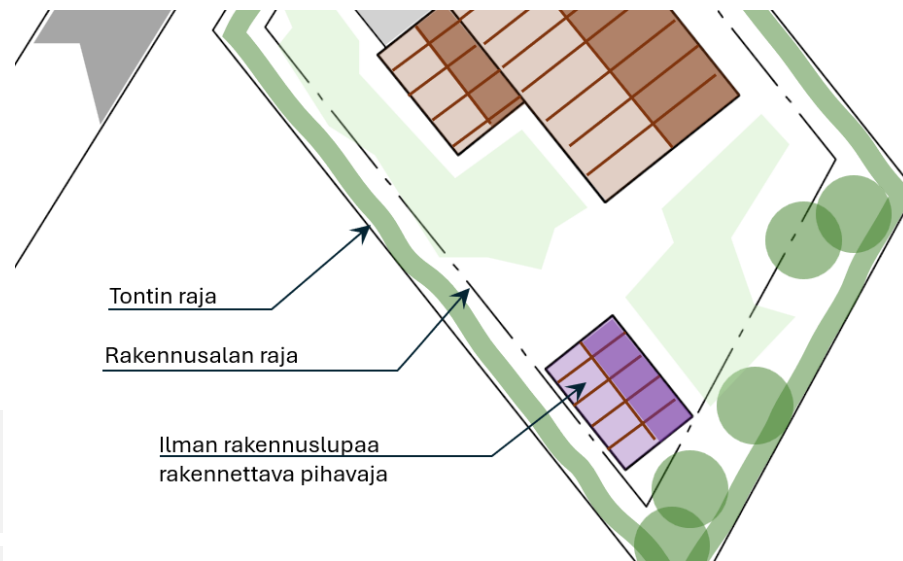 Tontin raja
Rakennusalan raja
Ilman rakennuslupaa
rakennettava pihavaja